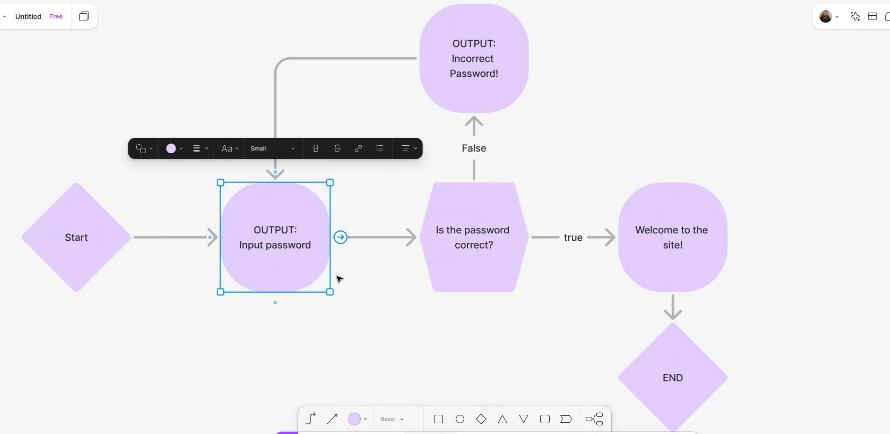 Untitled Free
OUTPUT:
Incorrect
Password!
Aa
Small
B
S
False
Start
OUTPUT:
Input password
Is the password
correct?
true
Welcome to the
site!
END
Basic